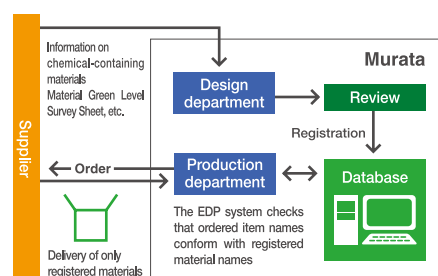 Supplier
Information on
chemical-containing
materials
Material Green Level
Survey Sheet, etc.
Murata
Design
department
Review
Registration
Order
Production
department
Database
The EDP system checks
that ordered item names
conform with registered
material names
Delivery of only
registered materials